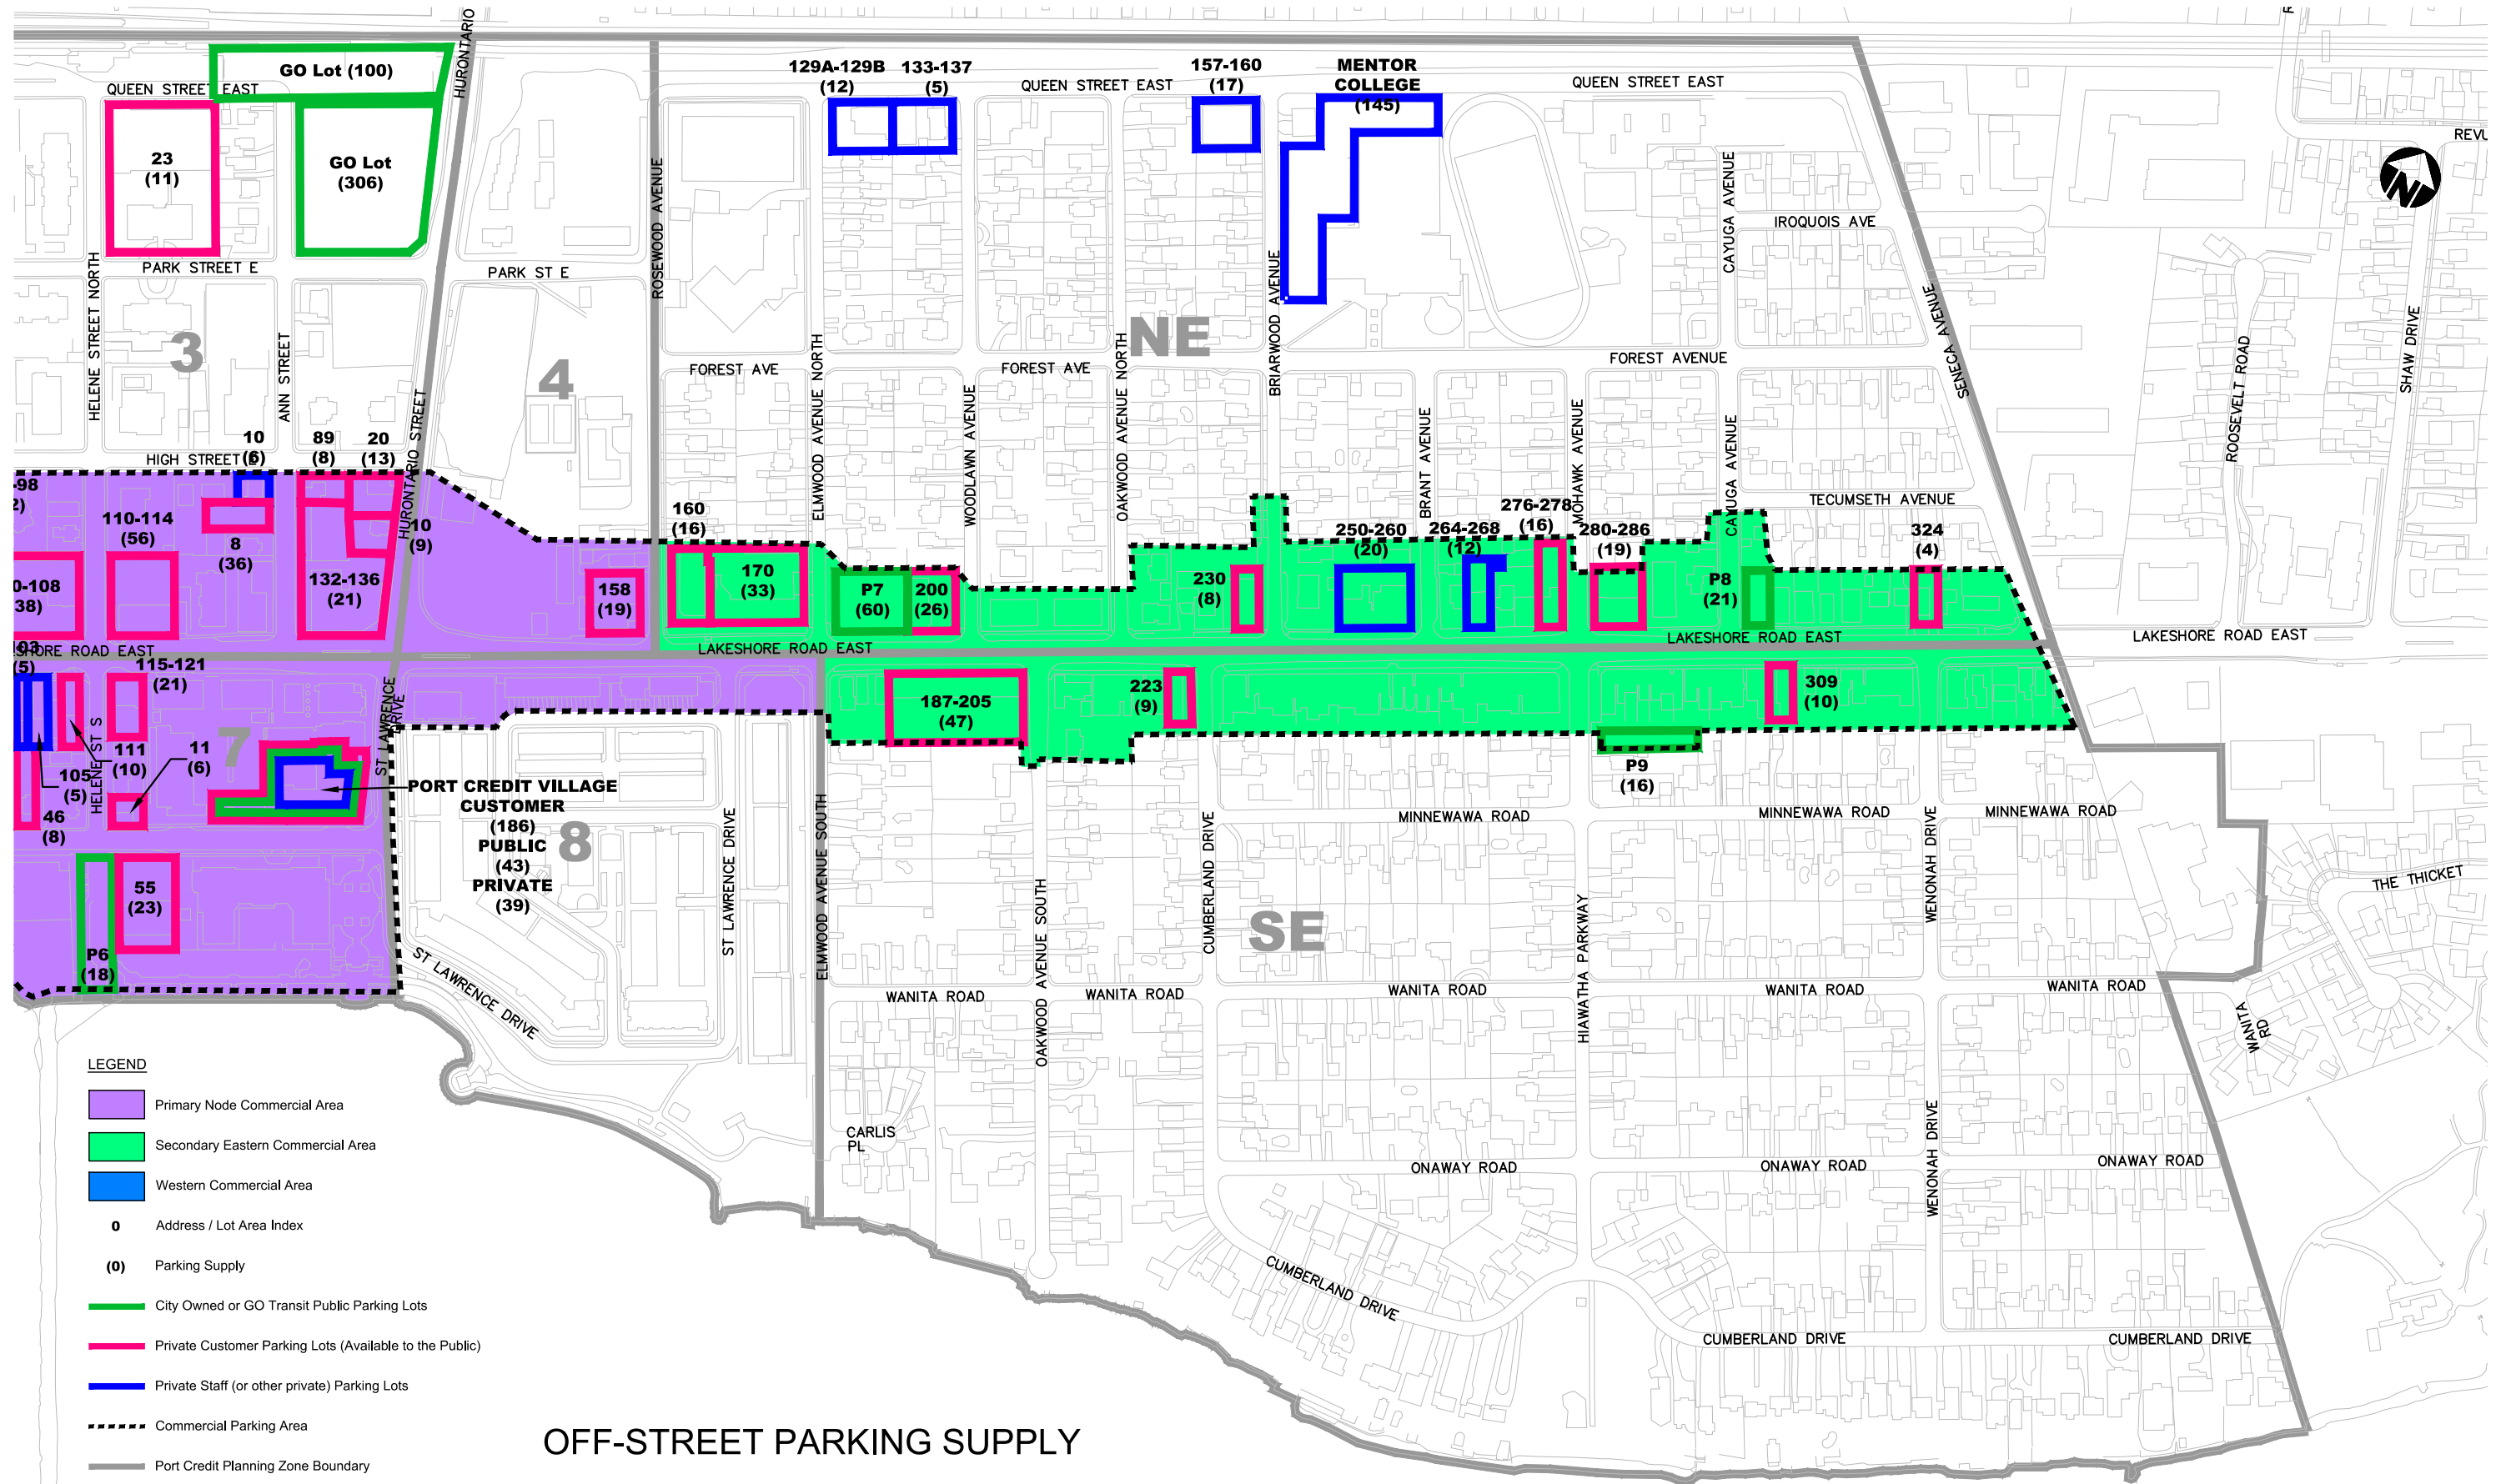 GO Lot (100)
HURONTARIO
QUEEN STREET EAST
129A-129B
(12)
133-137
(5)
QUEEN STREET EAST
157-160
(17)
MENTOR
COLLEGE
(145)
QUEEN STREET EAST
REVU
23
(11)
GO Lot
(306)
N
ROSEWOOD AVENUE
CAYUGA AVENUE
IROQUOIS AVE
PARK STREET E
PARK ST E
HELENE STREET NORTH
3
ANN STREET
HURONTARIO STREET
4
FOREST AVE
ELMWOOD AVENUE NORTH
WOODLAWN AVENUE
FOREST AVE
OAKWOOD AVENUE NORTH
NE
BRIARWOOD AVENUE
FOREST AVENUE
SENECA AVENUE
ROOSEVELT ROAD
SHAW DRIVE
BRANT AVENUE
MOHAWK AVENUE
CAYUGA AVENUE
TECUMSETH AVENUE
HIGH STREET E
10
(6)
89
(8)
20
(13)
-98
2)
110-114
(56)
8
(36)
10
(9)
132-136
(21)
0-108
38)
158
(19)
160
(16)
170
(33)
P7
(60)
200
(26)
230
(8)
250-260
(20)
264-268
(12)
276-278
(16)
280-286
(19)
P8
(21)
324
(4)
103
(5)
SHORE ROAD EAST
LAKESHORE ROAD EAST
LAKESHORE ROAD EAST
LAKESHORE ROAD EAST
115-121
(21)
ST LAWRENCE
DRIVE
187-205
(47)
223
(9)
309
(10)
P9
(16)
HELENE ST S
111
(10)
11
(6)
7
105
(5)
46
(8)
PORT CREDIT VILLAGE
CUSTOMER
(186)
PUBLIC
(43)
PRIVATE
(39)
8
55
(23)
P6
(18)
ST LAWRENCE DRIVE
ST LAWRENCE DRIVE
ELMWOOD AVENUE SOUTH
OAKWOOD AVENUE SOUTH
CUMBERLAND DRIVE
SE
MINNEWAWA ROAD
MINNEWAWA ROAD
MINNEWAWA ROAD
HIAWATHA PARKWAY
WENONAH DRIVE
THE THICKET
WANITA ROAD
WANITA ROAD
WANITA ROAD
WANITA ROAD
WANITA ROAD
WANITA
RD
CARLIS
PL
ONAWAY ROAD
ONAWAY ROAD
ONAWAY ROAD
WENONAH DRIVE
CUMBERLAND DRIVE
CUMBERLAND DRIVE
CUMBERLAND DRIVE
LEGEND
Primary Node Commercial Area
Secondary Eastern Commercial Area
Western Commercial Area
0 Address / Lot Area Index
(0) Parking Supply
City Owned or GO Transit Public Parking Lots
Private Customer Parking Lots (Available to the Public)
Private Staff (or other private) Parking Lots
Commercial Parking Area
Port Credit Planning Zone Boundary
OFF-STREET PARKING SUPPLY